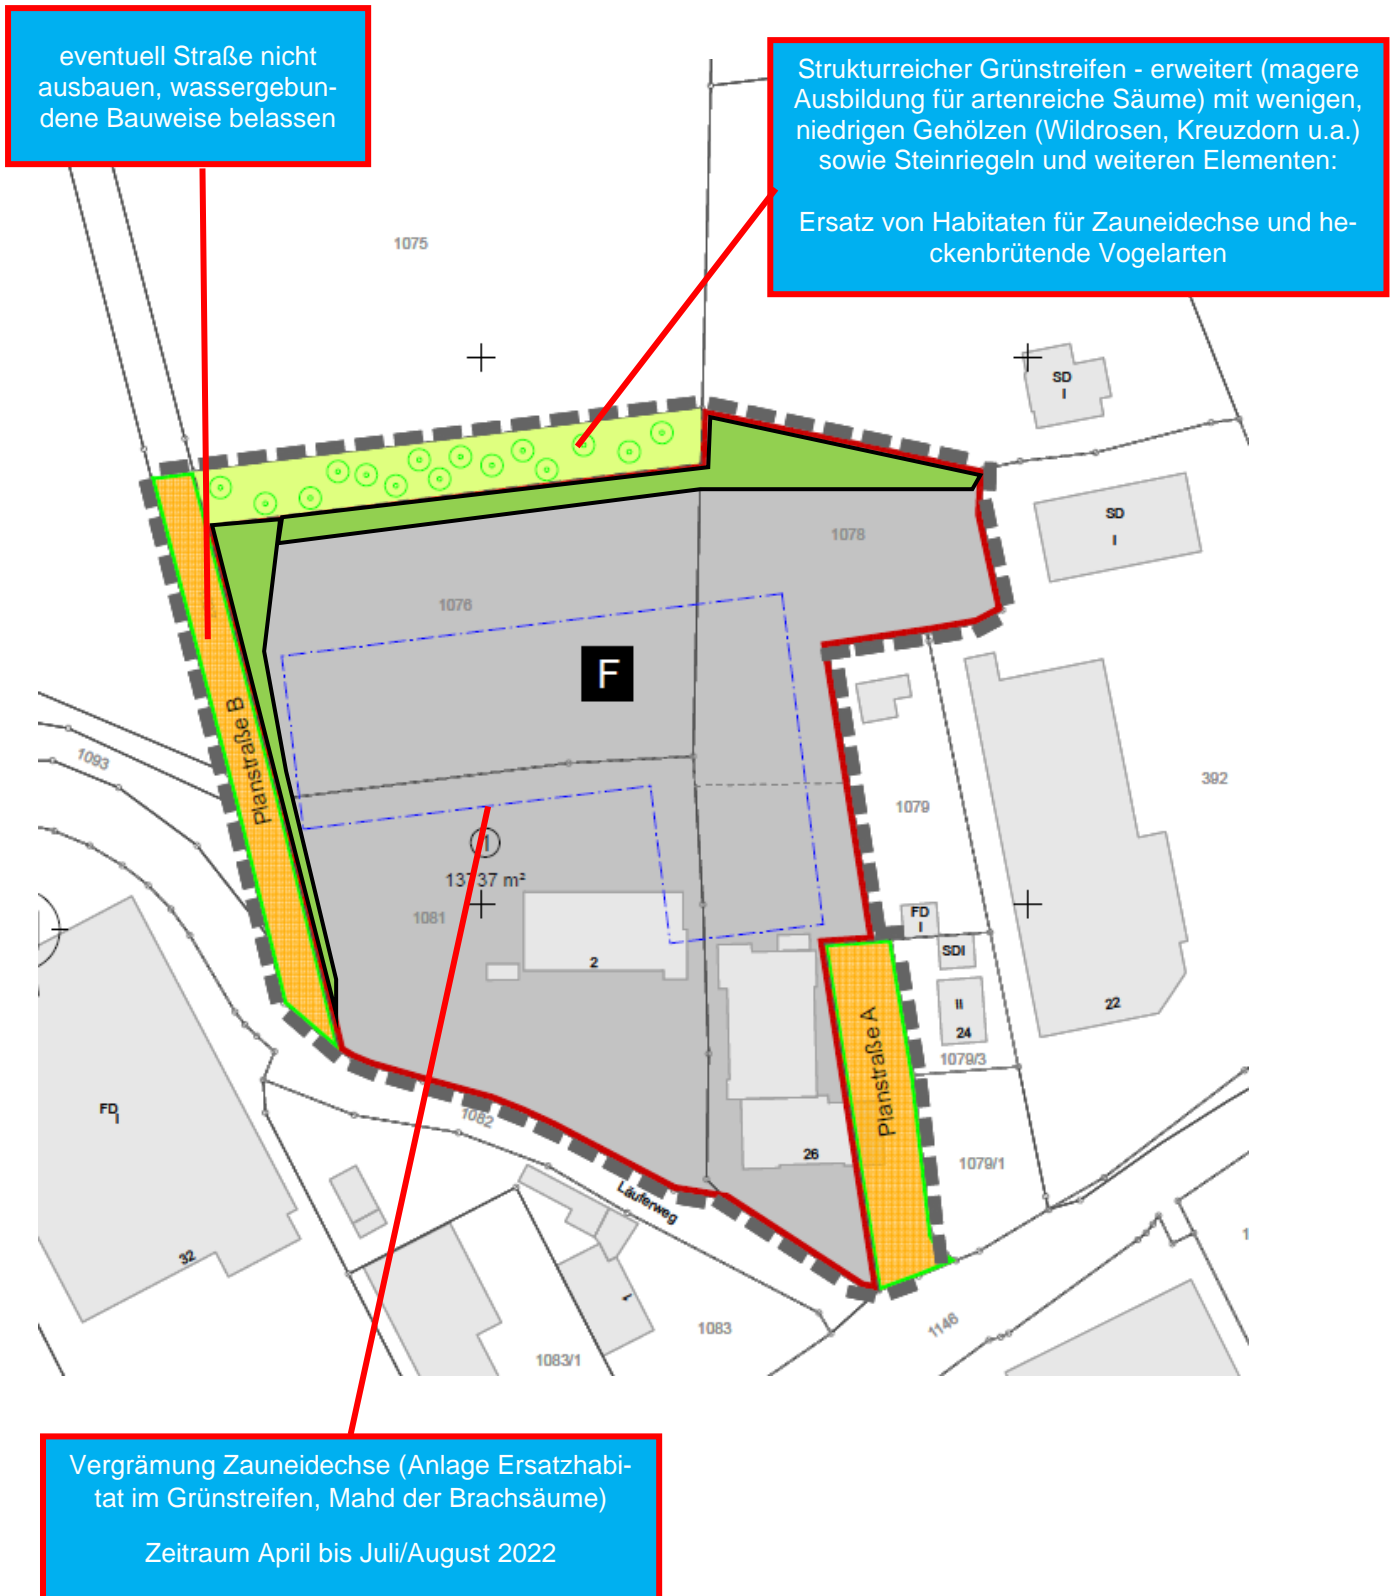 eventuell Straße nicht
ausbauen, wassergebun-
dene Bauweise belassen
Strukturreicher Grünstreifen - erweitert (magere
Ausbildung für artenreiche Säume) mit wenigen,
niedrigen Gehölzen (Wildrosen, Kreuzdorn u.a.)
sowie Steinriegeln und weiteren Elementen:
Ersatz von Habitaten für Zauneidechse und he-
ckenbrütende Vogelarten
1075
SD
I
SD
I
1078
1076
F
Planstraße B
1093
392
1079
1
13737 m²
1081
2
FD
I
SDI
II
24
22
1079/3
Planstraße A
FD
I
1082
26
1079/1
Läuferweg
32
1
1083
1146
1
1083/1
Vergrämung Zauneidechse (Anlage Ersatzhabi-
tat im Grünstreifen, Mahd der Brachsäume)
Zeitraum April bis Juli/August 2022